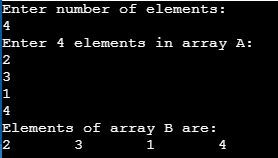 Enter number of elements:
4
Enter 4 elements in array A:
2
3
1
4
Elements of array B are:
2 3 1 4